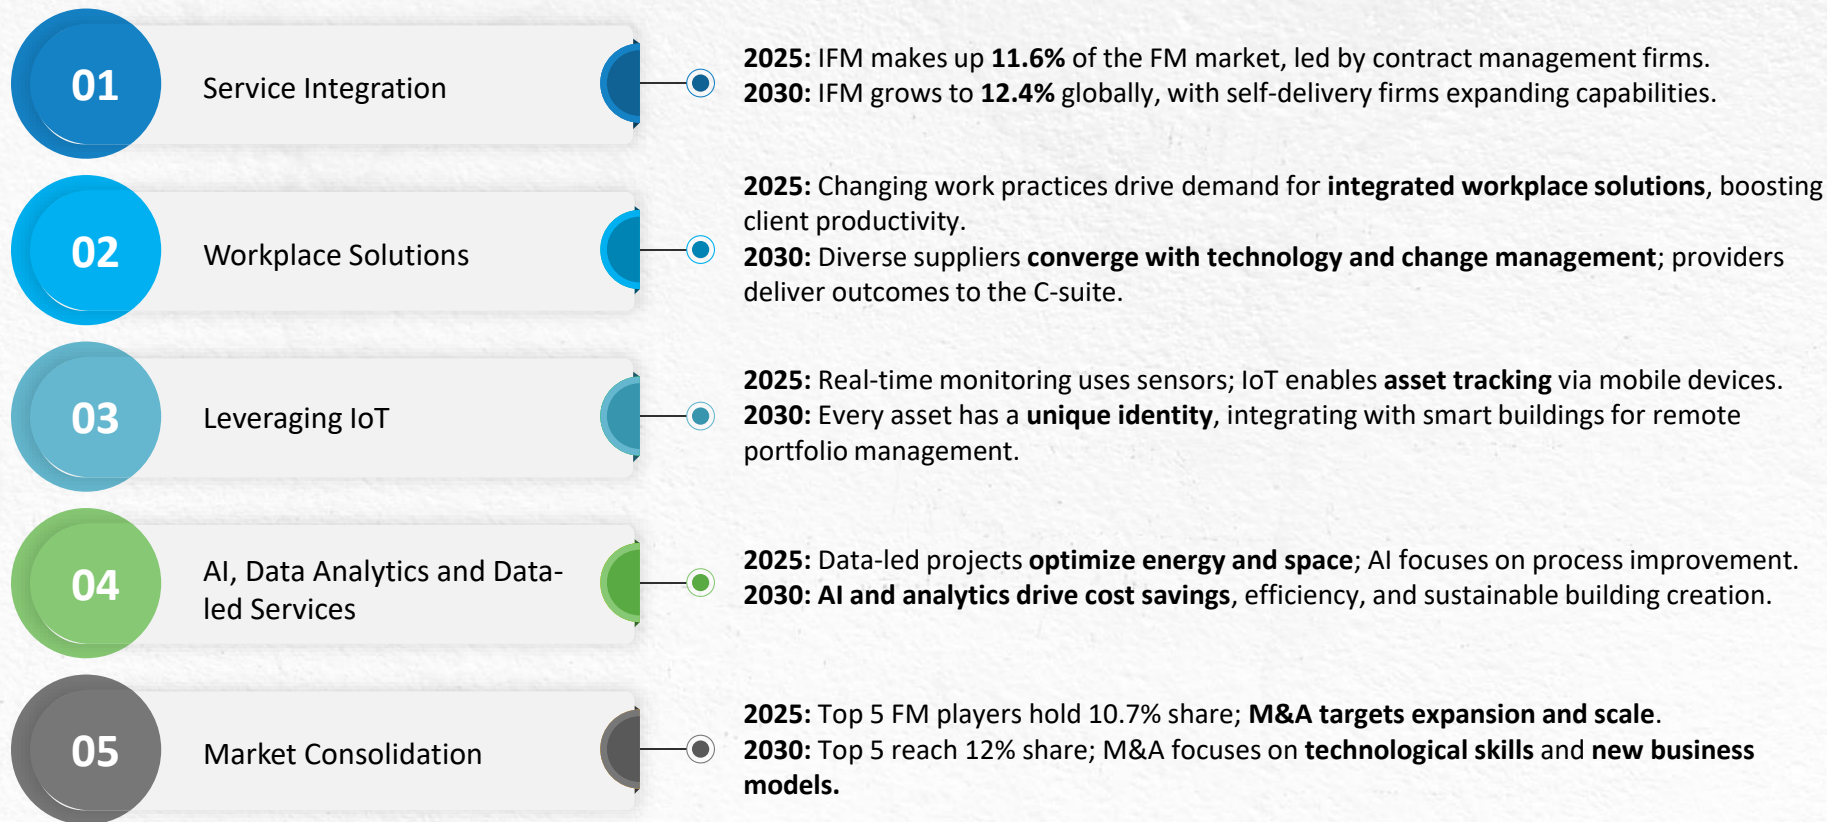 01
Service Integration
2025: IFM makes up 11.6% of the FM market, led by contract management firms.
2030: IFM grows to 12.4% globally, with self-delivery firms expanding capabilities.
02
Workplace Solutions
2025: Changing work practices drive demand for integrated workplace solutions, boosting
client productivity.
2030: Diverse suppliers converge with technology and change management; providers
deliver outcomes to the C-suite.
03
Leveraging IoT
2025: Real-time monitoring uses sensors; IoT enables asset tracking via mobile devices.
2030: Every asset has a unique identity, integrating with smart buildings for remote
portfolio management.
04
AI, Data Analytics and Data-
led Services
2025: Data-led projects optimize energy and space; AI focuses on process improvement.
2030: AI and analytics drive cost savings, efficiency, and sustainable building creation.
05
Market Consolidation
2025: Top 5 FM players hold 10.7% share; M&A targets expansion and scale.
2030: Top 5 reach 12% share; M&A focuses on technological skills and new business
models.